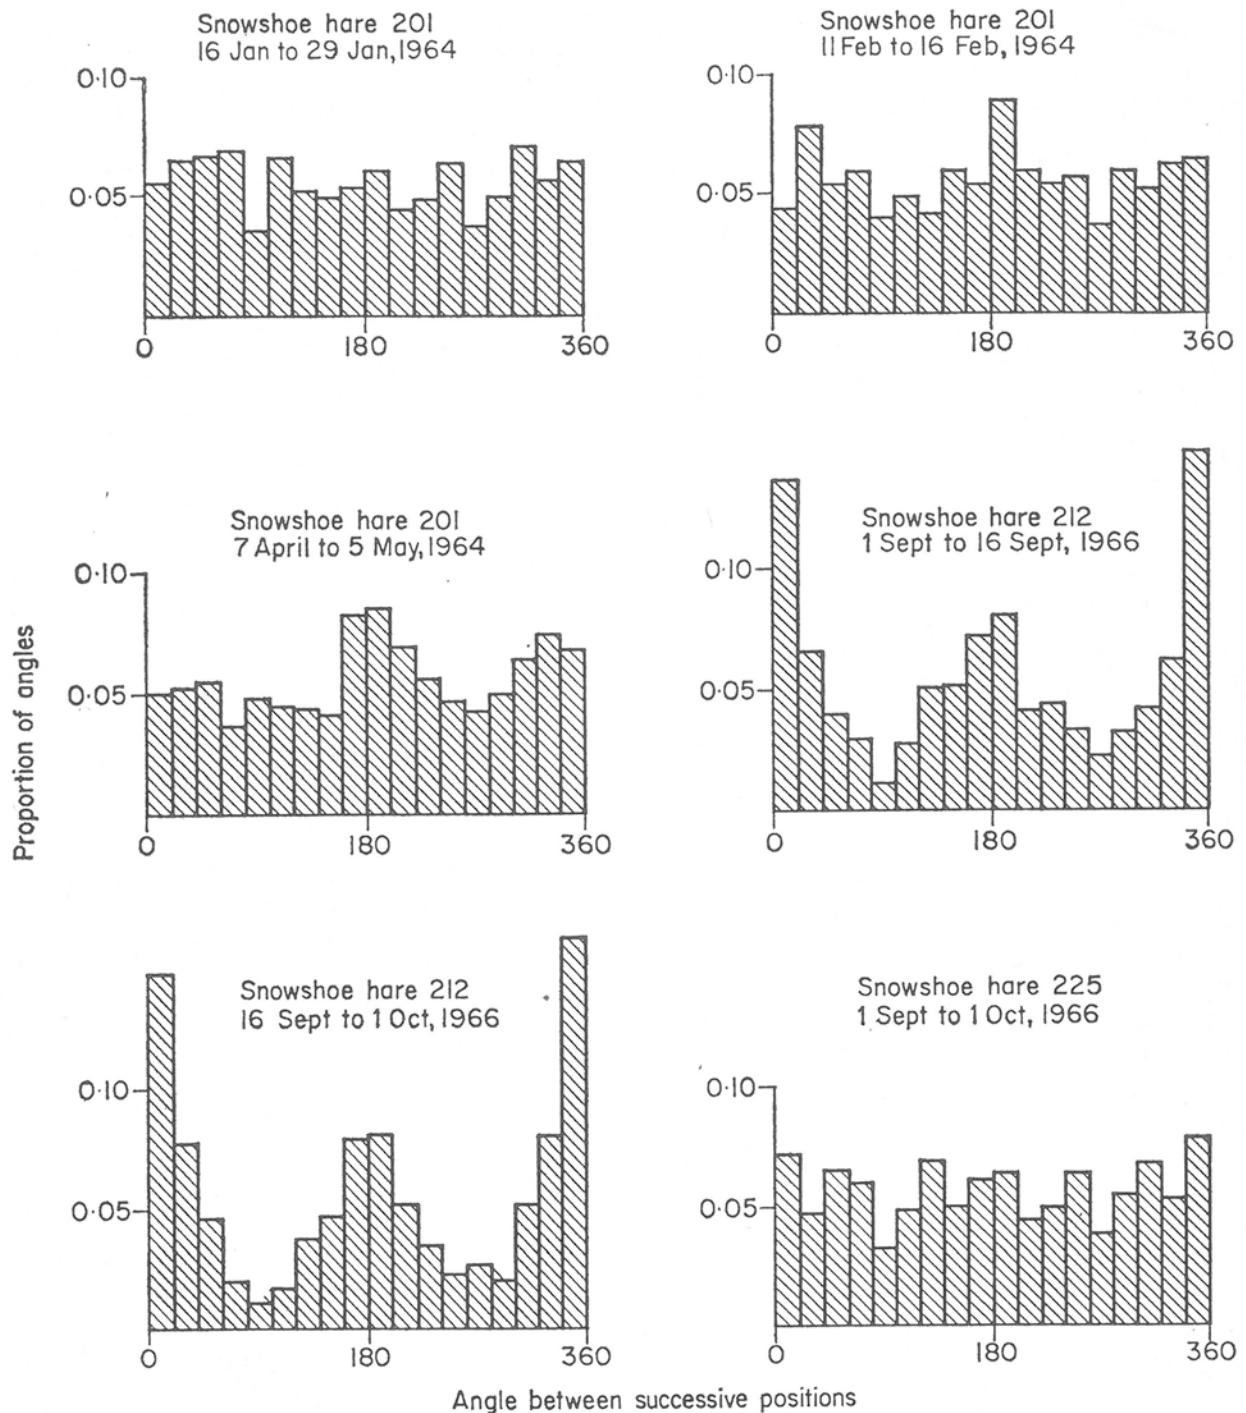 Snowshoe hare 201
16 Jan to 29 Jan, 1964
0·10
0·05
0
180
360
Snowshoe hare 201
11 Feb to 16 Feb, 1964
0·10
0·05
0
180
360
Snowshoe hare 201
7 April to 5 May, 1964
0·10
0·05
0
180
360
Snowshoe hare 212
1 Sept to 16 Sept, 1966
0·10
0·05
0
180
360
Snowshoe hare 212
16 Sept to 1 Oct, 1966
0·10
0·05
0
180
360
Snowshoe hare 225
1 Sept to 1 Oct, 1966
0·10
0·05
0
180
360
Proportion of angles
Angle between successive positions